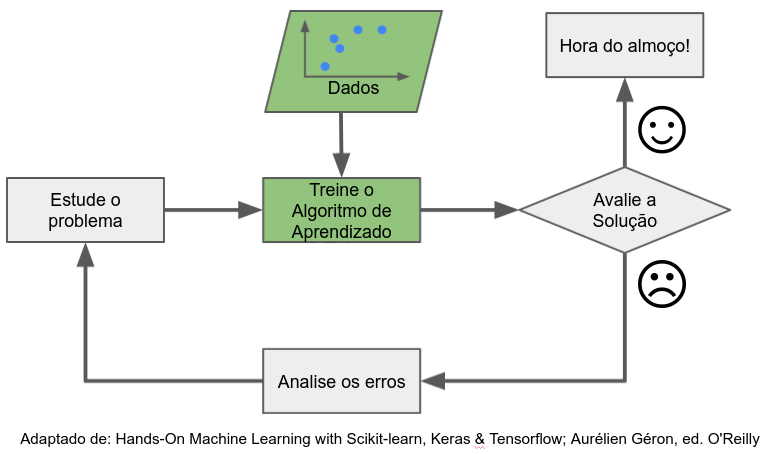 Dados
Hora do almoço!
Estude o
problema
Treine o
Algoritmo de
Aprendizado
Avalie a
Solução
Analise os erros
Adaptado de: Hands-On Machine Learning with Scikit-learn, Keras & Tensorflow; Aurélien Géron, ed. O'Reilly